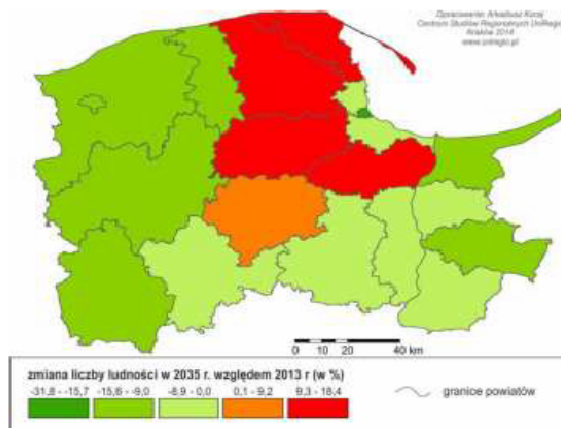 Opracowanie: Arkadiusz Koraj
Centrum Studiów Regionalnych UniRegio
Kraków 2014
www.uniregio.pl
0 20 40 km
zmiana liczby ludności w 2035 r. względem 2013 r (w %)
-31,8 - -15,7 -15,6 - -9,0 -8,9 - 0,0 0,1 - 9,2 9,3 - 18,4
granice powiatów